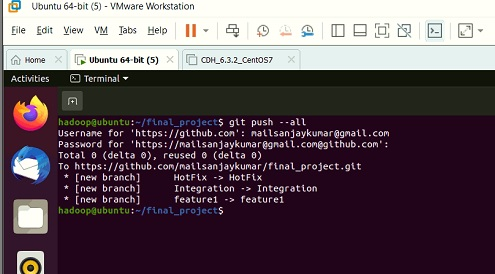 Ubuntu 64-bit (5) - VMware Workstation
File Edit View VM Tabs Help
Home Ubuntu 64-bit (5) CDH_6.3.2_CentOS7
Activities Terminal
hadoop@ubuntu:~/final_project$ git push --all
Username for 'https://github.com': mailsanjaykumar@gmail.com
Password for 'https://mailsanjaykumar@gmail.com@github.com':
Total 0 (delta 0), reused 0 (delta 0)
To https://github.com/mailsanjaykumar/final_project.git
* [new branch] HotFix -> HotFix
* [new branch] Integration -> Integration
* [new branch] feature1 -> feature1
hadoop@ubuntu:~/final_project$